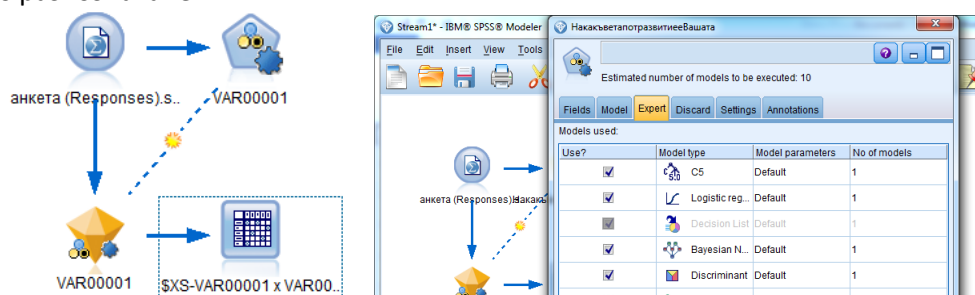 анкета (Responses).s..
VAR00001
VAR00001
$XS-VAR00001 x VAR00..
Stream1* - IBM® SPSS® Modeler
File Edit Insert View Tools
анкета (Responses).s
НакакъветапотразвитиееВашата
Estimated number of models to be executed: 10
Fields Model Expert Discard Settings Annotations
Models used:
Use? Model type Model parameters No of models
C5 Default 1
Logistic reg... Default 1
Decision List Default 1
Bayesian N... Default 1
Discriminant Default 1